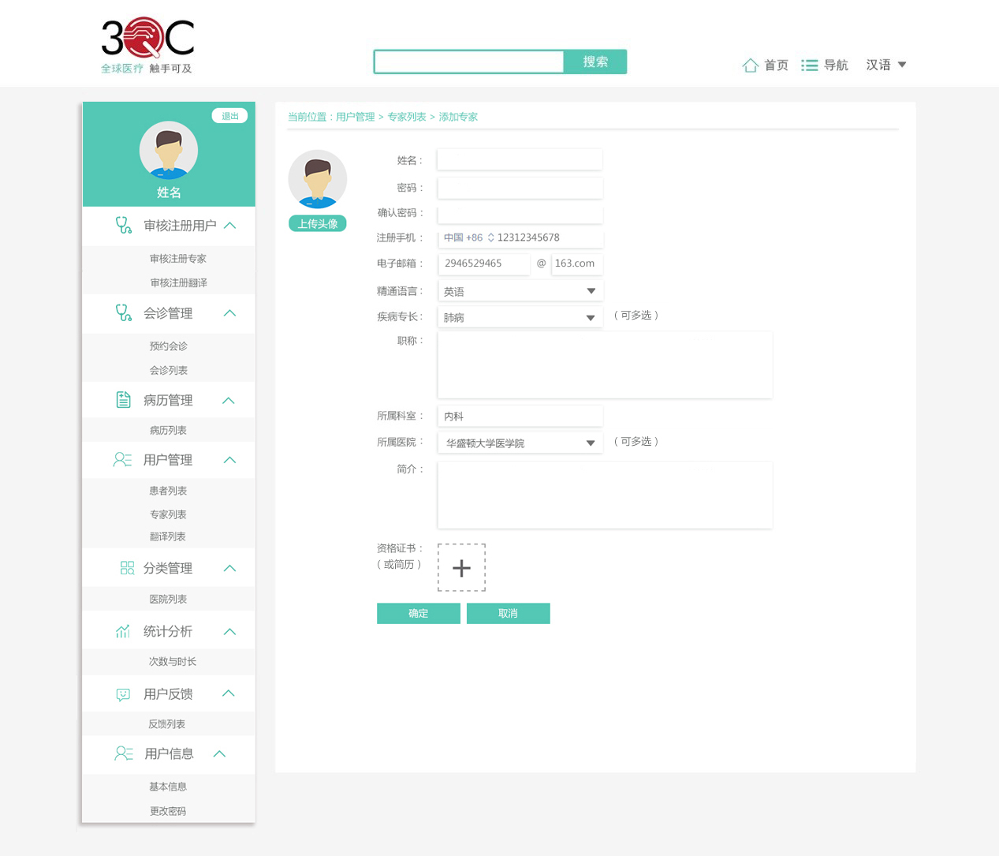 3QC
全球医疗 触手可及
搜索
首页 导航 汉语
退出
姓名
审核注册用户
审核注册专家
审核注册翻译
会诊管理
预约会诊
会诊列表
病历管理
病历列表
用户管理
患者列表
专家列表
翻译列表
分类管理
医院列表
统计分析
次数与时长
用户反馈
反馈列表
用户信息
基本信息
更改密码
当前位置：用户管理 > 专家列表 > 添加专家
上传头像
姓名：
密码：
确认密码：
注册手机： 中国 +86 12312345678
电子邮箱： 2946529465 @ 163.com
精通语言： 英语
疾病专长： 肺病 （可多选）
职称：
所属科室： 内科
所属医院： 华盛顿大学医学院 （可多选）
简介：
资格证书：
（或简历） +
确定 取消